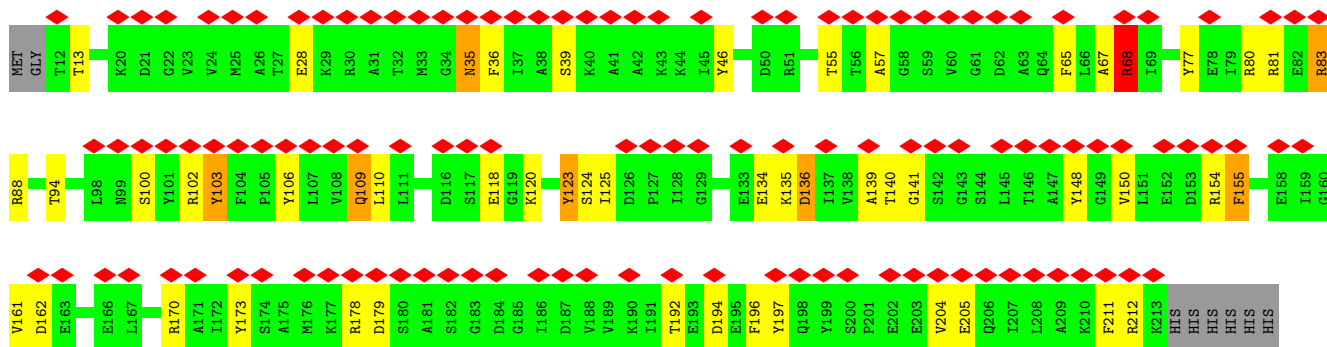 MET GLY T12 T13 K20 D21 G22 V23 V24 M25 A26 T27 E28 K29 R30 A31 T32 M33 G34 N35 F36 I37 A38 S39 K40 A41 A42 K43 K44 I45 Y46 D50 R51 T55 T56 A57 G58 S59 V60 G61 D62 A63 Q64 F65 L66 A67 R68 I69 Y77 E78 I79 R80 R81 E82 R83
R88 T94 L98 N99 S100 Y101 R102 Y103 F104 P105 Y106 L107 V108 Q109 L110 L111 D116 S117 E118 G119 K120 Y123 S124 I125 D126 P127 I128 G129 E133 E134 K135 D136 I137 V138 A139 T140 G141 S142 G143 S144 L145 T146 A147 Y148 G149 V150 L151 E152 D153 R154 F155 E158 I159 G160
V161 D162 E163 E166 L167 R170 A171 I172 Y173 S174 A175 M176 K177 R178 D179 S180 A181 S182 G183 D184 G185 I186 D187 V188 V189 K190 I191 T192 E193 D194 E195 F196 Y197 Q198 Y199 S200 P201 E202 E203 V204 E205 Q206 I207 L208 A209 K210 F211 R212 K213 HIS HIS HIS HIS HIS HIS